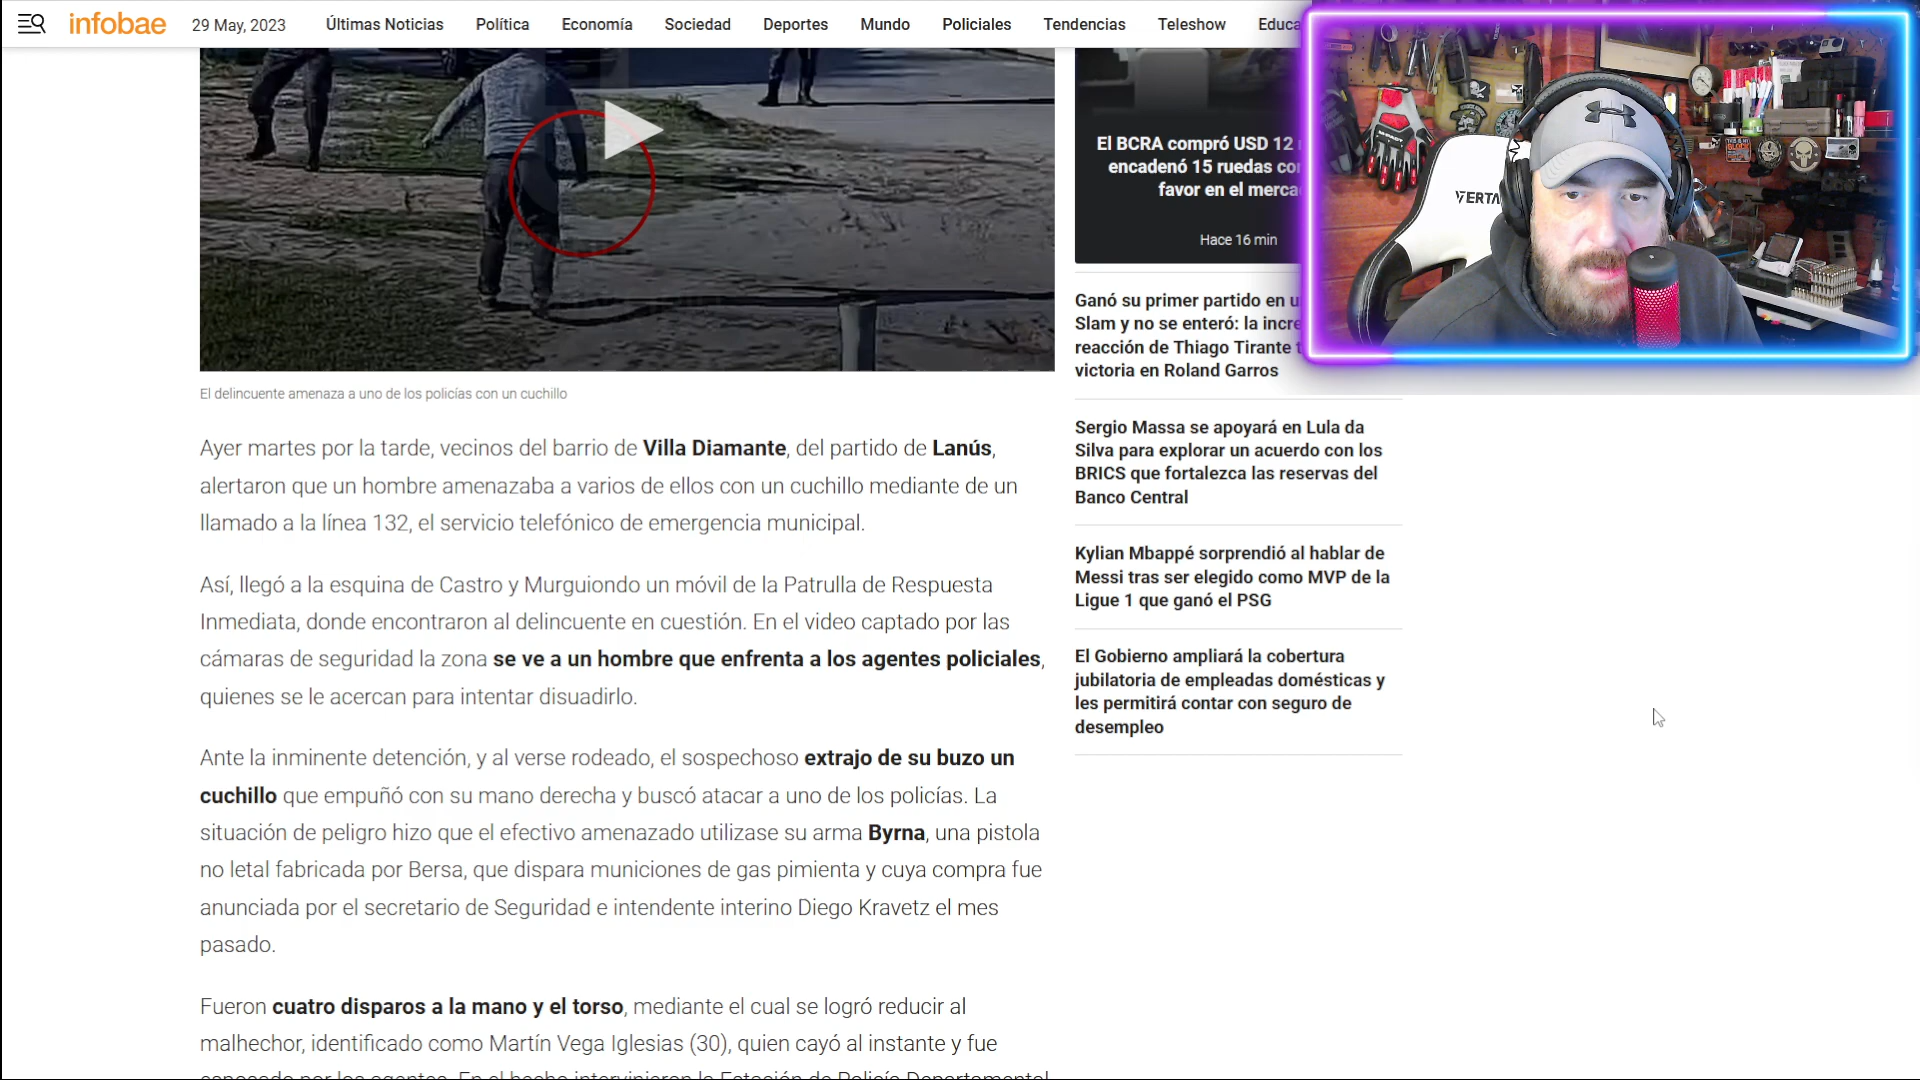 infobae
29 May, 2023
Últimas Noticias
Política
Economía
Sociedad
Deportes
Mundo
Policiales
Tendencias
Teleshow
Educa
El delincuente amenaza a uno de los policías con un cuchillo
Ayer martes por la tarde, vecinos del barrio de Villa Diamante, del partido de Lanús,
alertaron que un hombre amenazaba a varios de ellos con un cuchillo mediante de un
llamado a la línea 132, el servicio telefónico de emergencia municipal.
Así, llegó a la esquina de Castro y Murguiondo un móvil de la Patrulla de Respuesta
Inmediata, donde encontraron al delincuente en cuestión. En el video captado por las
cámaras de seguridad la zona se ve a un hombre que enfrenta a los agentes policiales,
quienes se le acercan para intentar disuadirlo.
Ante la inminente detención, y al verse rodeado, el sospechoso extrajo de su buzo un
cuchillo que empuñó con su mano derecha y buscó atacar a uno de los policías. La
situación de peligro hizo que el efectivo amenazado utilizase su arma Byrna, una pistola
no letal fabricada por Bersa, que dispara municiones de gas pimienta y cuya compra fue
anunciada por el secretario de Seguridad e intendente interino Diego Kravetz el mes
pasado.
Fueron cuatro disparos a la mano y el torso, mediante el cual se logró reducir al
malhechor, identificado como Martín Vega Iglesias (30), quien cayó al instante y fue
El BCRA compró USD 12
encadenó 15 ruedas co
favor en el merca
Hace 16 min
Ganó su primer partido en
Slam y no se enteró: la incre
reacción de Thiago Tirante
victoria en Roland Garros
Sergio Massa se apoyará en Lula da
Silva para explorar un acuerdo con los
BRICS que fortalezca las reservas del
Banco Central
Kylian Mbappé sorprendió al hablar de
Messi tras ser elegido como MVP de la
Ligue 1 que ganó el PSG
El Gobierno ampliará la cobertura
jubilatoria de empleadas domésticas y
les permitirá contar con seguro de
desempleo
VERTA